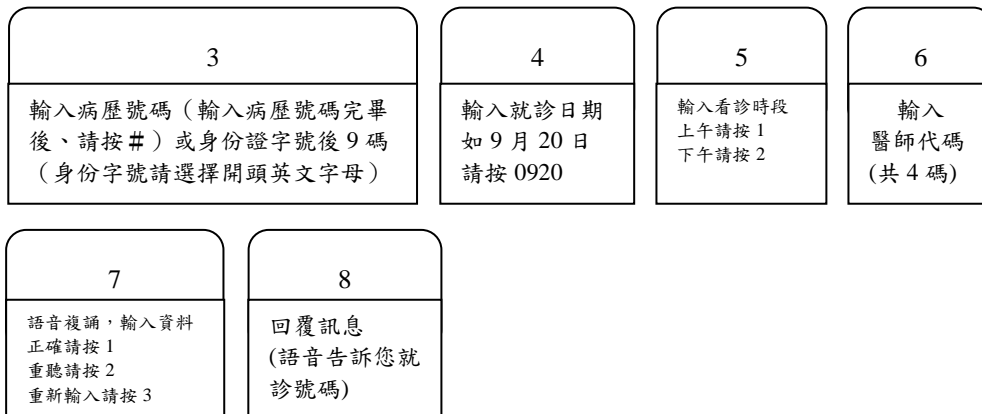 3
輸入病歷號碼（輸入病歷號碼完畢
後、請按＃）或身份證字號後 9 碼
（身份字號請選擇開頭英文字母）
4
輸入就診日期
如 9 月 20 日
請按 0920
5
輸入看診時段
上午請按 1
下午請按 2
6
輸入
醫師代碼
(共 4 碼)
7
語音複誦，輸入資料
正確請按 1
重聽請按 2
重新輸入請按 3
8
回覆訊息
(語音告訴您就
診號碼)